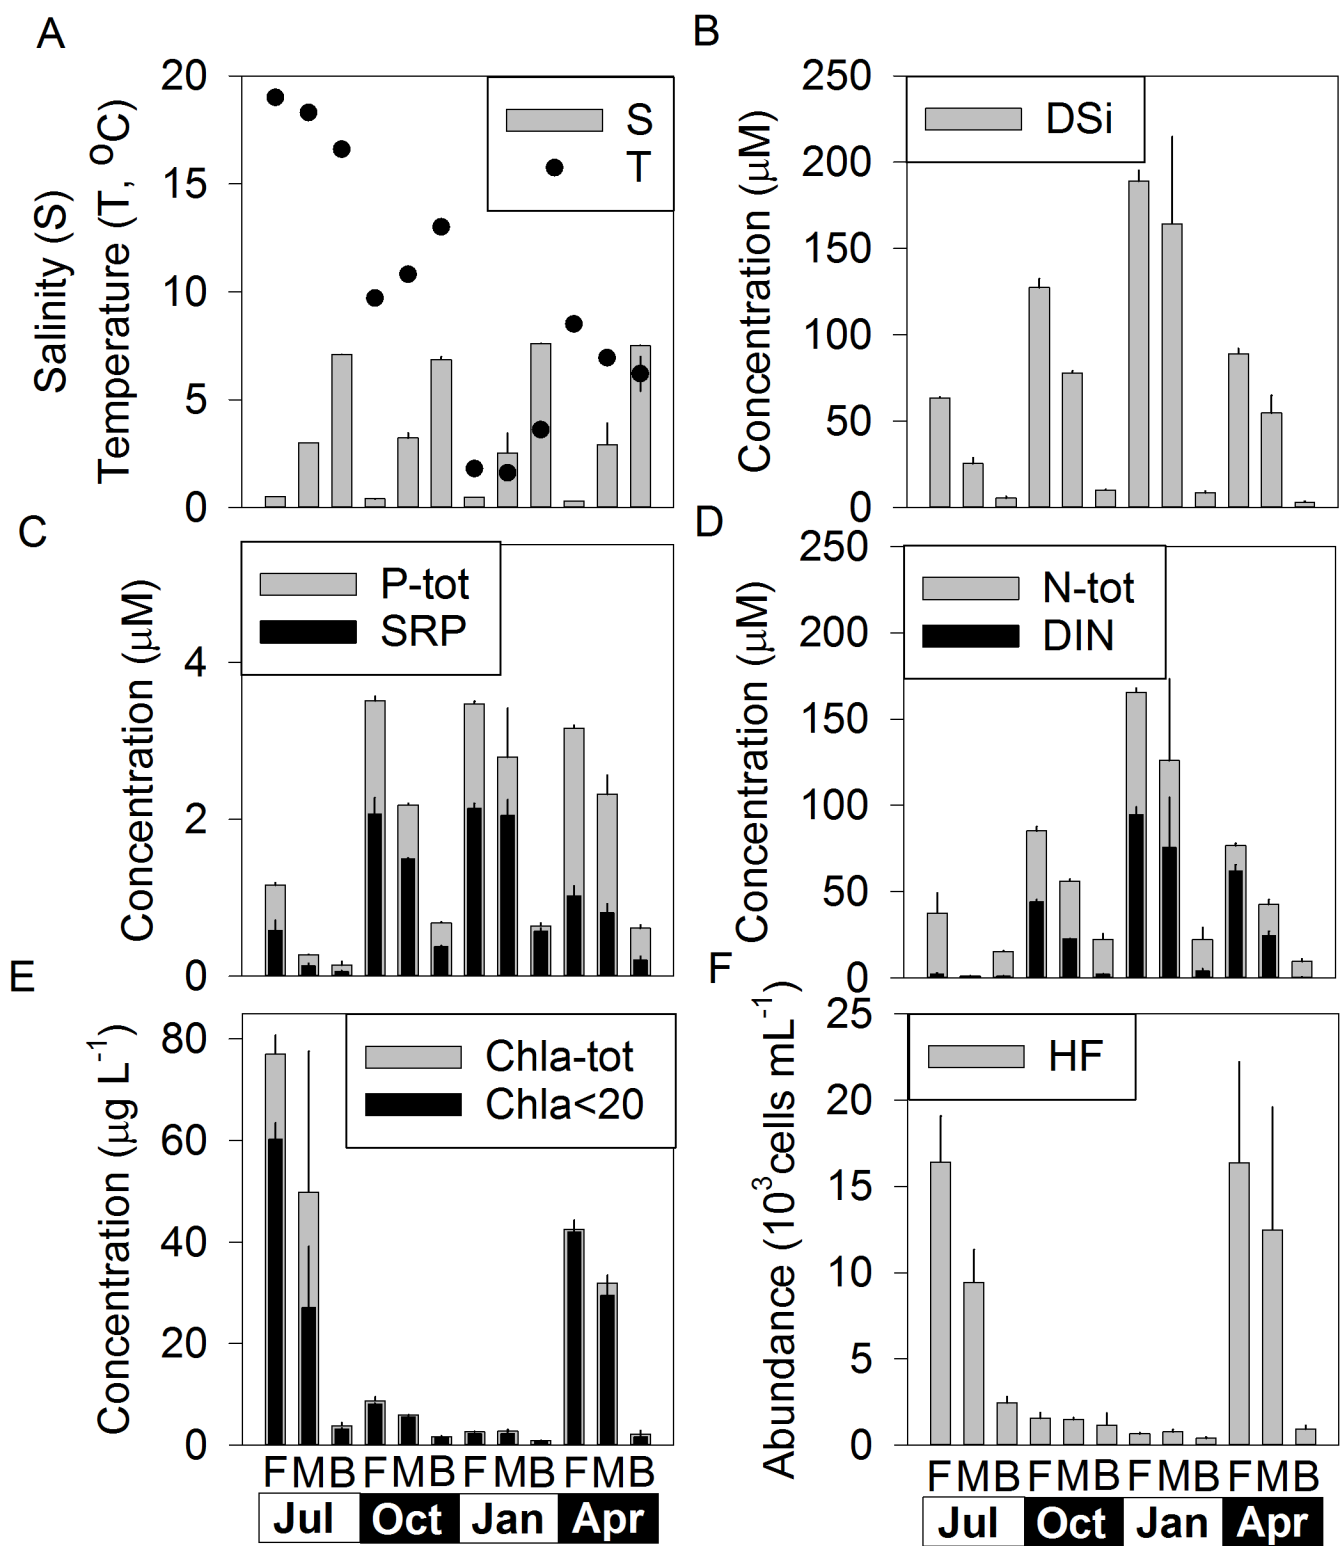 A
Salinity (S)
Temperature (T, °C)
20
15
10
5
0
S
T
B
Concentration (μM)
250
200
150
100
50
0
DSi
C
Concentration (μM)
4
2
0
P-tot
SRP
D
Concentration (μM)
250
200
150
100
50
0
N-tot
DIN
E
Concentration (μg L⁻¹)
80
60
40
20
0
Chla-tot
Chla<20
F M B F M B F M B F M B
Jul Oct Jan Apr
F
Abundance (10³cells mL⁻¹)
25
20
15
10
5
0
HF
F M B F M B F M B F M B
Jul Oct Jan Apr